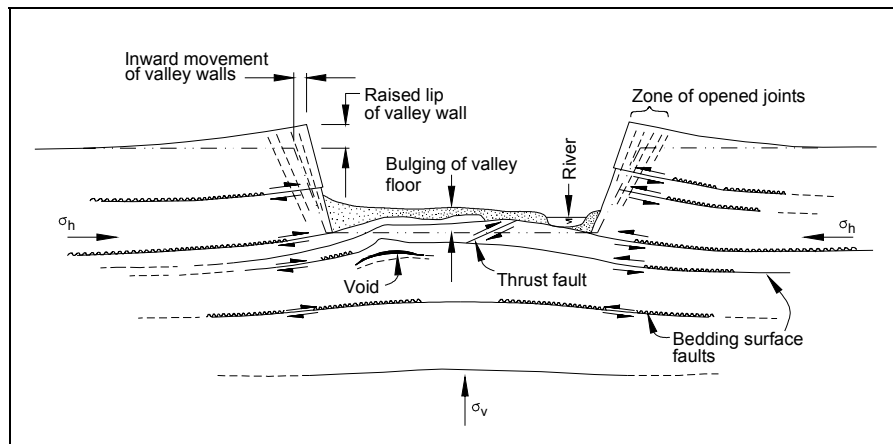 Inward movement
of valley walls
Raised lip
of valley wall
Zone of opened joints
Bulging of valley
floor
River
σh
σh
Void
Thrust fault
Bedding surface
faults
σv